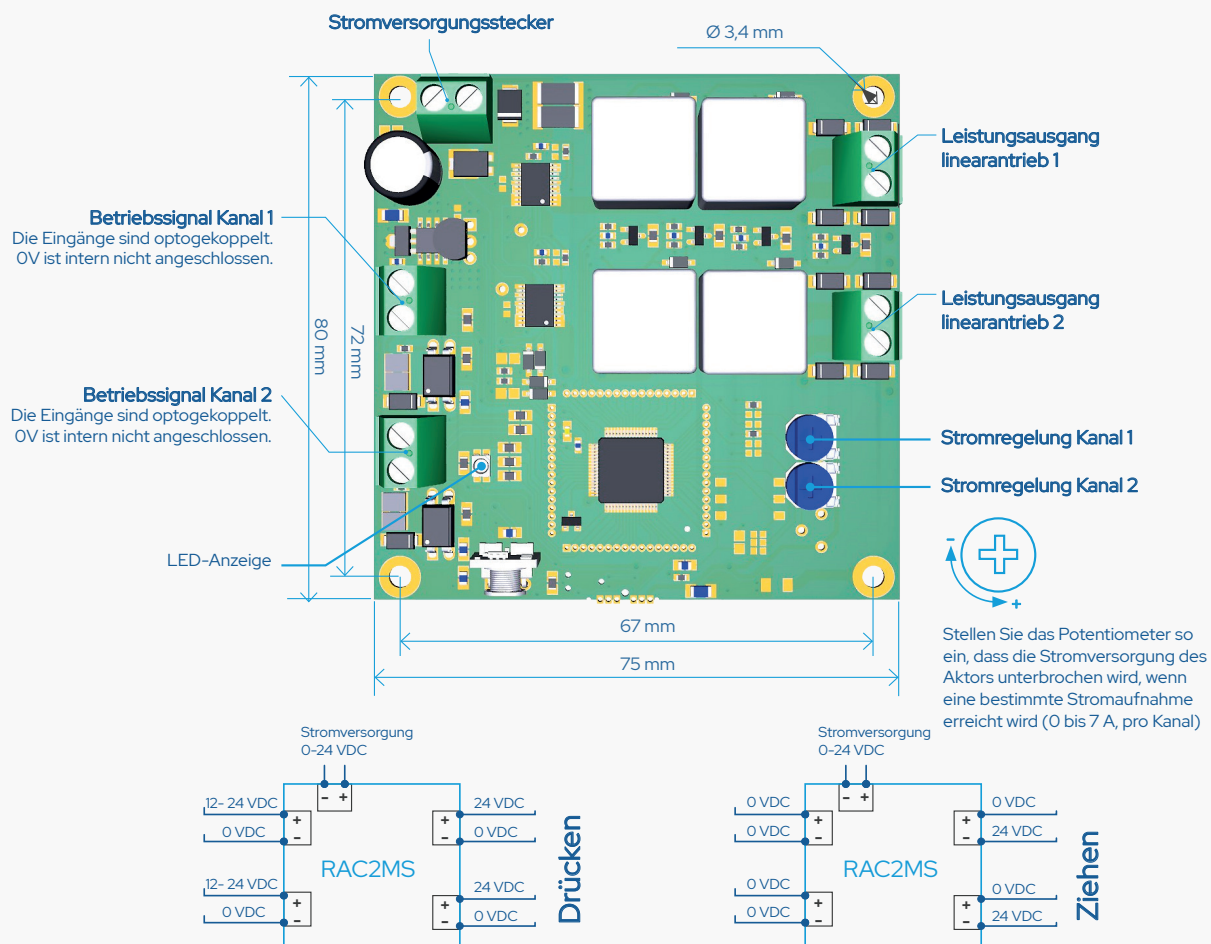 Stromversorgungsstecker
Ø 3,4 mm
Leistungsausgang
linearantrieb 1
Betriebssignal Kanal 1
Die Eingänge sind optogekoppelt.
0V ist intern nicht angeschlossen.
Leistungsausgang
linearantrieb 2
80 mm
72 mm
Betriebssignal Kanal 2
Die Eingänge sind optogekoppelt.
0V ist intern nicht angeschlossen.
Stromregelung Kanal 1
Stromregelung Kanal 2
LED-Anzeige
-
+
67 mm
75 mm
Stellen Sie das Potentiometer so
ein, dass die Stromversorgung des
Aktors unterbrochen wird, wenn
eine bestimmte Stromaufnahme
erreicht wird (0 bis 7 A, pro Kanal)
Stromversorgung
0-24 VDC
- +
12- 24 VDC
0 VDC
+
-
12- 24 VDC
0 VDC
+
-
RAC2MS
+
-
24 VDC
0 VDC
+
-
24 VDC
0 VDC
Drücken
Stromversorgung
0-24 VDC
- +
0 VDC
0 VDC
+
-
0 VDC
0 VDC
+
-
RAC2MS
+
-
0 VDC
24 VDC
+
-
0 VDC
24 VDC
Ziehen